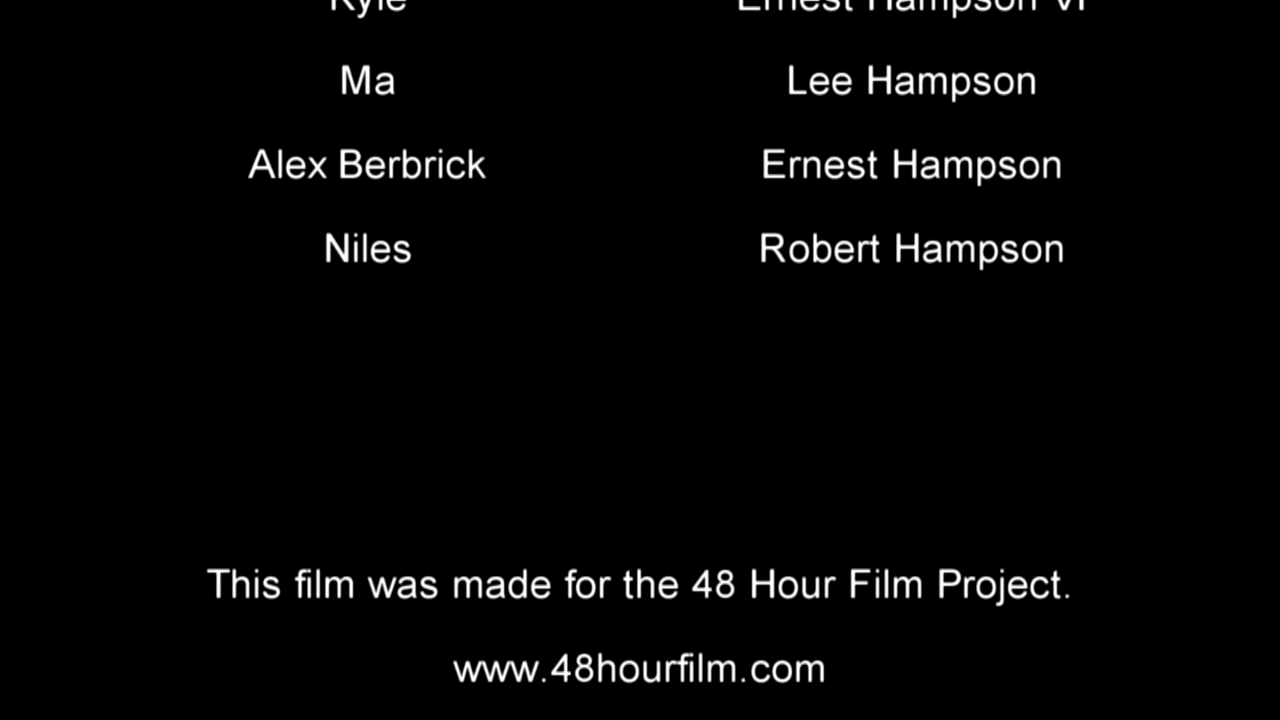 Kyle Ernest Hampson VI
Ma Lee Hampson
Alex Berbrick Ernest Hampson
Niles Robert Hampson
This film was made for the 48 Hour Film Project.
www.48hourfilm.com